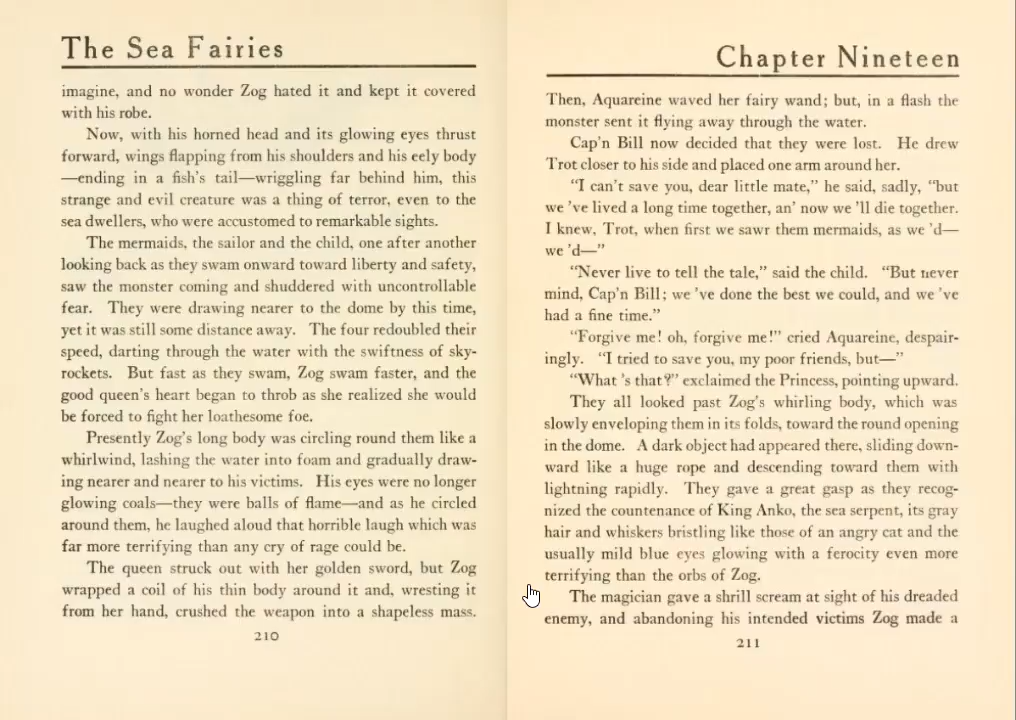 The Sea Fairies
imagine, and no wonder Zog hated it and kept it covered
with his robe.
Now, with his horned head and its glowing eyes thrust
forward, wings flapping from his shoulders and his eely body
—ending in a fish's tail—wriggling far behind him, this
strange and evil creature was a thing of terror, even to the
sea dwellers, who were accustomed to remarkable sights.
The mermaids, the sailor and the child, one after another
looking back as they swam onward toward liberty and safety,
saw the monster coming and shuddered with uncontrollable
fear. They were drawing nearer to the dome by this time,
yet it was still some distance away. The four redoubled their
speed, darting through the water with the swiftness of sky-
rockets. But fast as they swam, Zog swam faster, and the
good queen's heart began to throb as she realized she would
be forced to fight her loathesome foe.
Presently Zog's long body was circling round them like a
whirlwind, lashing the water into foam and gradually draw-
ing nearer and nearer to his victims. His eyes were no longer
glowing coals—they were balls of flame—and as he circled
around them, he laughed aloud that horrible laugh which was
far more terrifying than any cry of rage could be.
The queen struck out with her golden sword, but Zog
wrapped a coil of his thin body around it and, wresting it
from her hand, crushed the weapon into a shapeless mass.
210
Chapter Nineteen
Then, Aquareine waved her fairy wand; but, in a flash the
monster sent it flying away through the water.
Cap'n Bill now decided that they were lost. He drew
Trot closer to his side and placed one arm around her.
"I can't save you, dear little mate," he said, sadly, "but
we 've lived a long time together, an' now we 'll die together.
I knew, Trot, when first we sawr them mermaids, as we 'd—
we 'd—"
"Never live to tell the tale," said the child. "But never
mind, Cap'n Bill; we 've done the best we could, and we 've
had a fine time."
"Forgive me! oh, forgive me!" cried Aquareine, despair-
ingly. "I tried to save you, my poor friends, but—"
"What 's that?" exclaimed the Princess, pointing upward.
They all looked past Zog's whirling body, which was
slowly enveloping them in its folds, toward the round opening
in the dome. A dark object had appeared there, sliding down-
ward like a huge rope and descending toward them with
lightning rapidly. They gave a great gasp as they recog-
nized the countenance of King Anko, the sea serpent, its gray
hair and whiskers bristling like those of an angry cat and the
usually mild blue eyes glowing with a ferocity even more
terrifying than the orbs of Zog.
The magician gave a shrill scream at sight of his dreaded
enemy, and abandoning his intended victims Zog made a
211